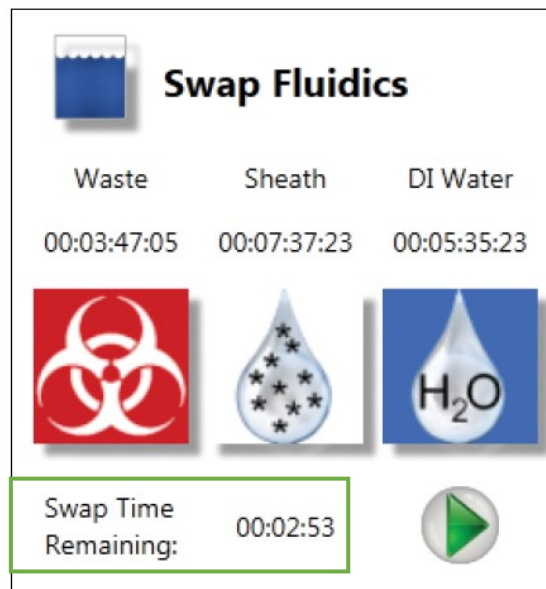 Swap Fluidics
Waste Sheath DI Water
00:03:47:05 00:07:37:23 00:05:35:23
H₂O
Swap Time
Remaining: 00:02:53